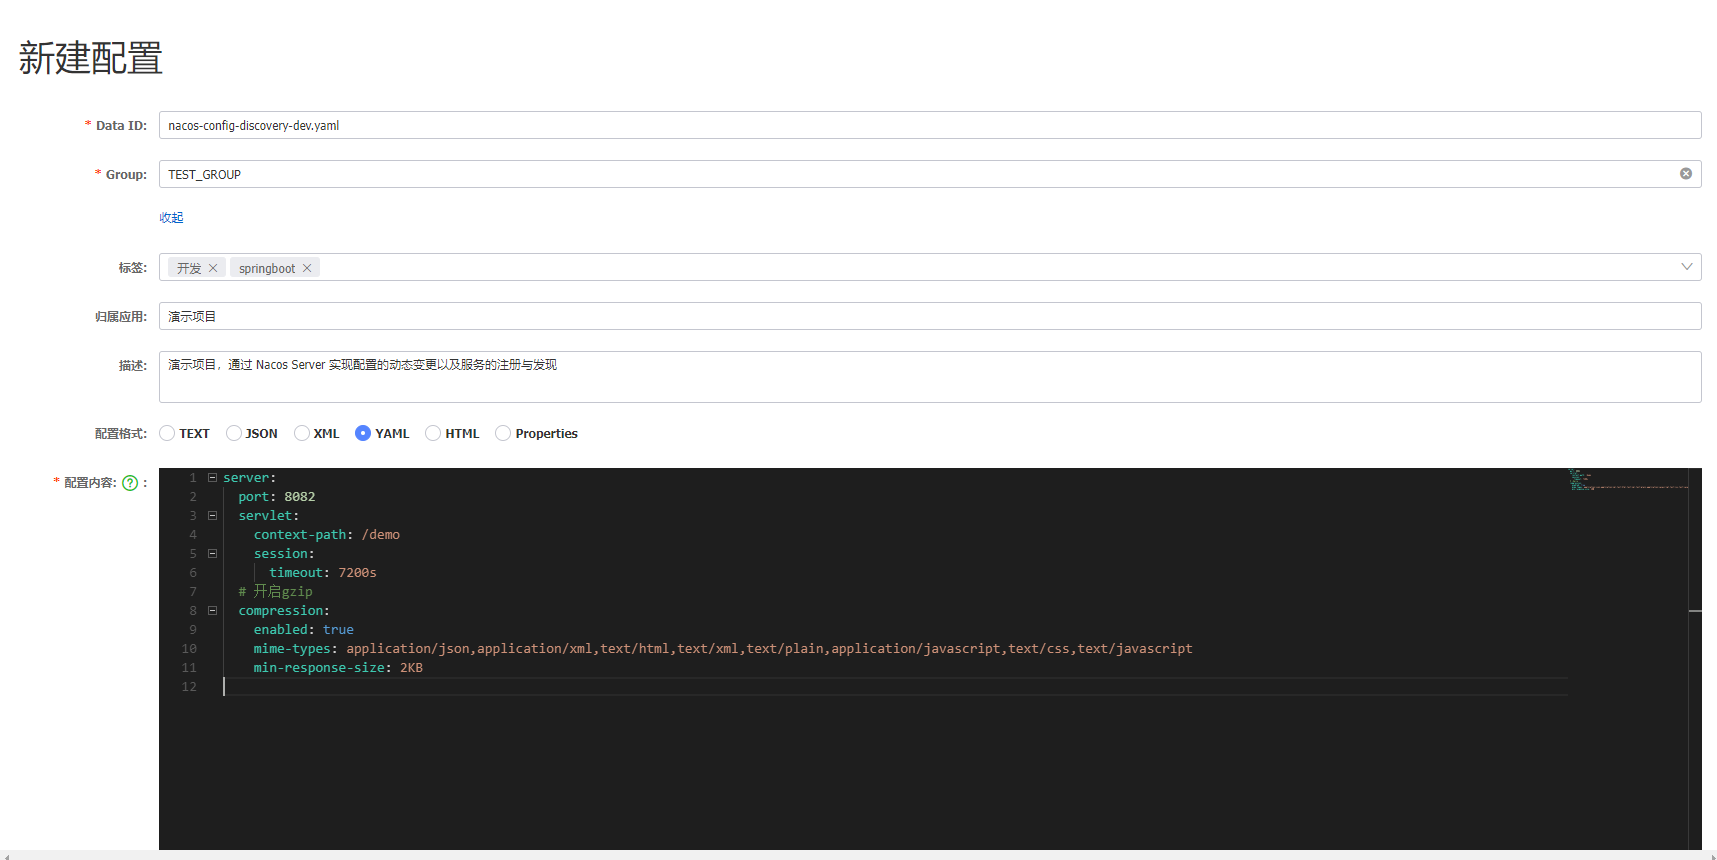 新建配置
* Data ID: nacos-config-discovery-dev.yaml
* Group: TEST_GROUP
收起
标签: 开发 springboot
归属应用: 演示项目
描述: 演示项目，通过 Nacos Server 实现配置的动态变更以及服务的注册与发现
配置格式: TEXT JSON XML YAML HTML Properties
* 配置内容: ? :
1 server:
2   port: 8082
3   servlet:
4     context-path: /demo
5     session:
6       timeout: 7200s
7   # 开启gzip
8   compression:
9     enabled: true
10     mime-types: application/json,application/xml,text/html,text/xml,text/plain,application/javascript,text/css,text/javascript
11     min-response-size: 2KB
12